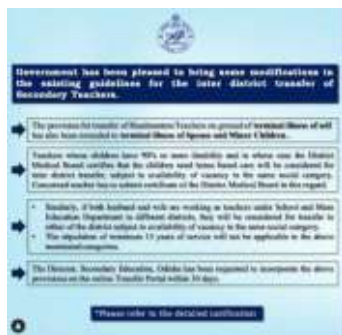 Government has been pleased to bring some modifications in
the existing guidelines for the inter district transfer of
Secondary Teachers.
The provision for transfer of Headmasters/Teachers on ground of terminal illness of self
has also been extended to terminal illness of Spouse and Minor Children.
Teachers whose children have 90% or more disability and in whose case the District
Medical Board certifies that the children need home based care will be considered for
inter district transfer, subject to availability of vacancy in the same social category.
Concerned teacher has to submit certificate of the District Medical Board in this regard.
• Similarly, if both husband and wife are working as teachers under School and Mass
Education Department in different districts, they will be considered for transfer to
either of the district subject to availability of vacancy in the same social category.
• The stipulation of minimum 15 years of service will not be applicable in the above
mentioned categories.
The Director, Secondary Education, Odisha has been requested to incorporate the above
provisions on the online Transfer Portal within 30 days.
*Please refer to the detailed notification